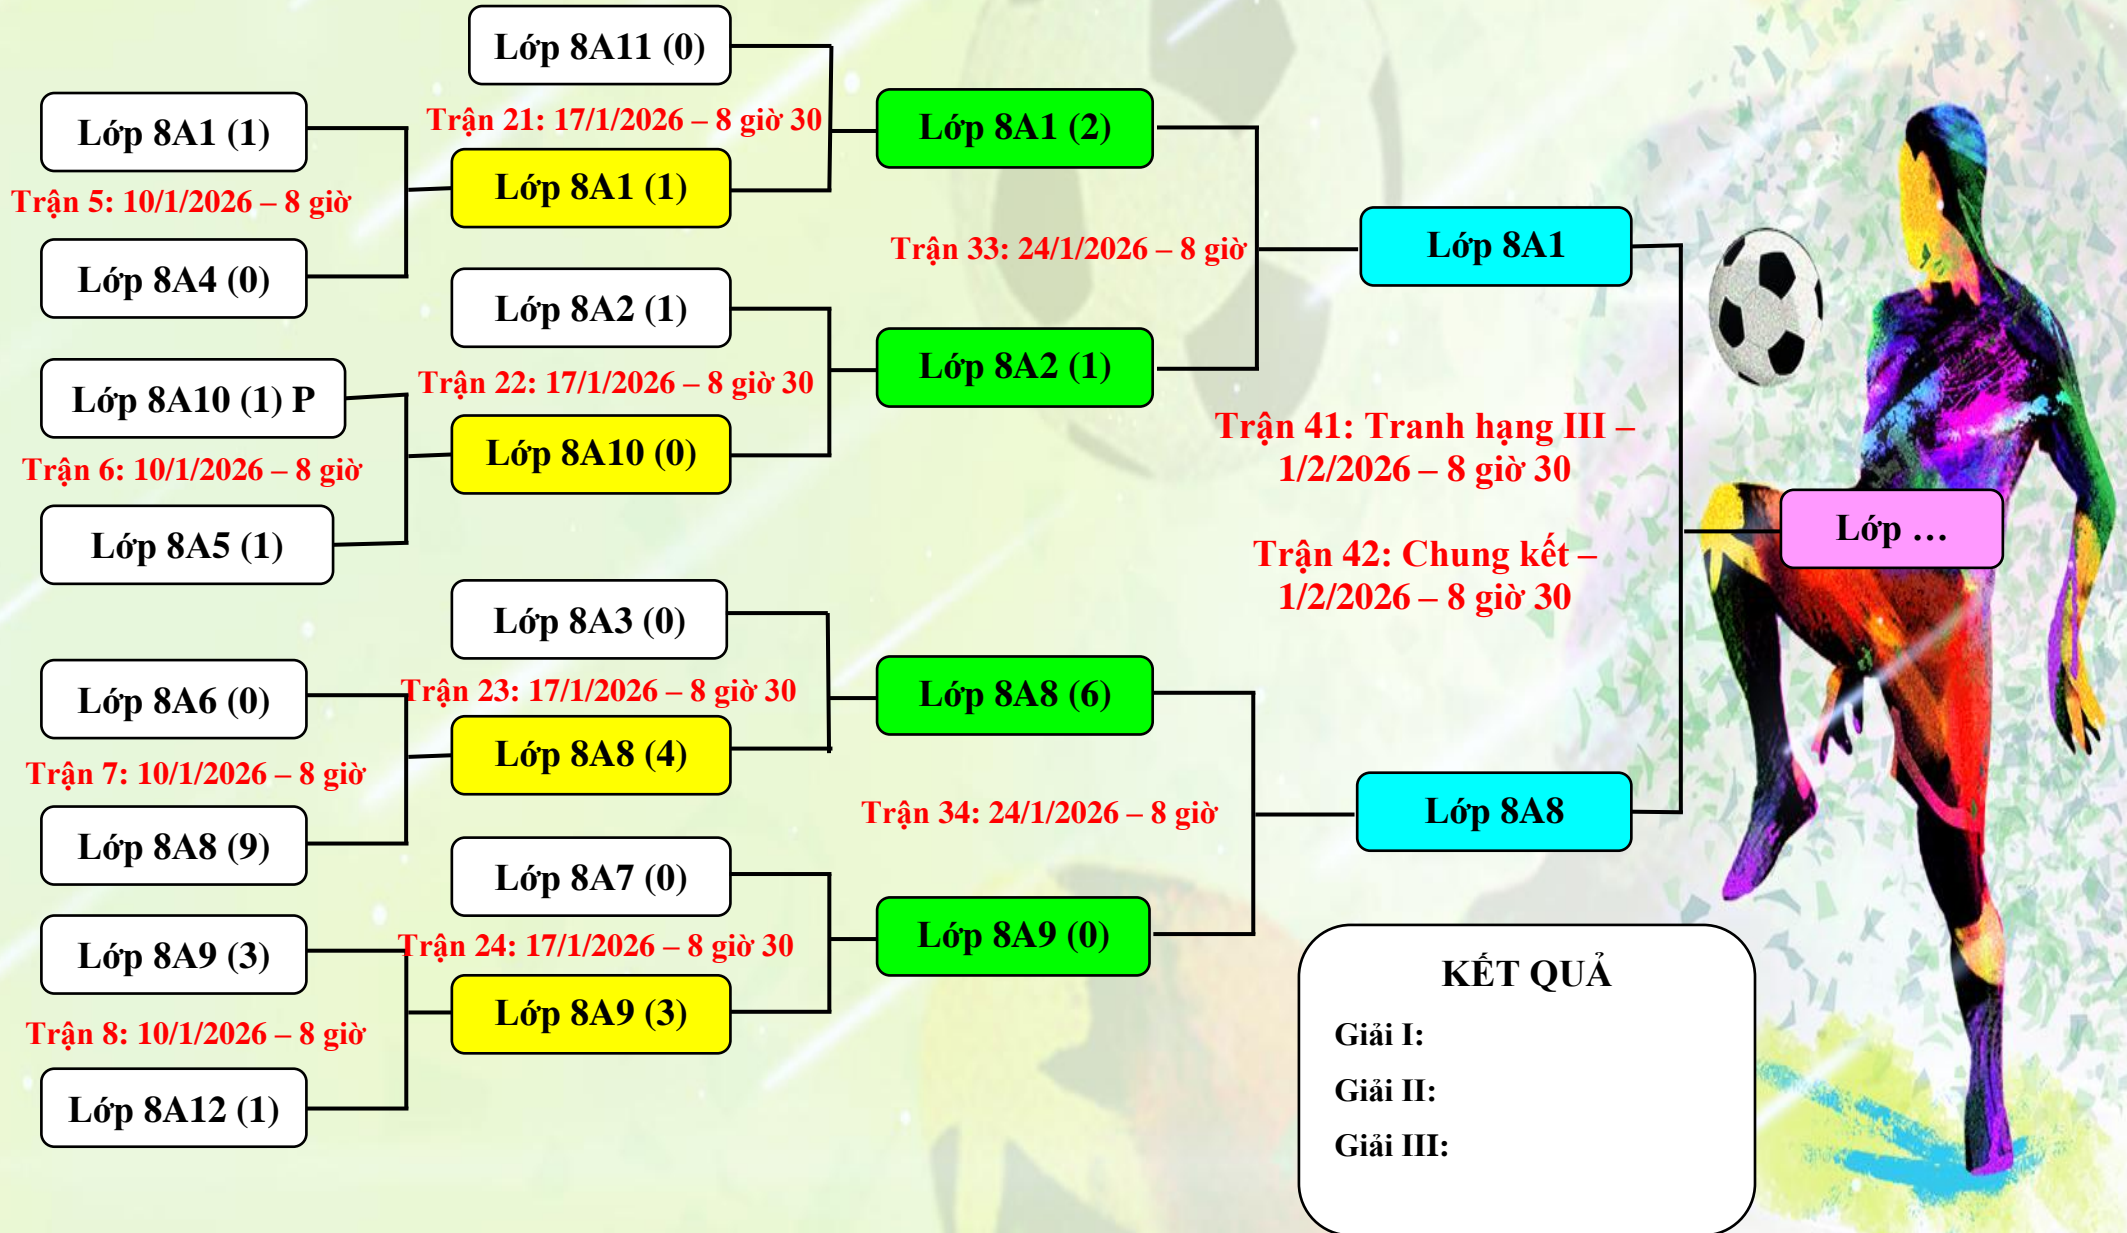 Lớp 8A11 (0)
Lớp 8A1 (1)
Trận 21: 17/1/2026 – 8 giờ 30
Lớp 8A1 (2)
Trận 5: 10/1/2026 – 8 giờ
Lớp 8A1 (1)
Lớp 8A4 (0)
Trận 33: 24/1/2026 – 8 giờ
Lớp 8A1
Lớp 8A2 (1)
Lớp 8A10 (1) P
Trận 22: 17/1/2026 – 8 giờ 30
Lớp 8A2 (1)
Trận 6: 10/1/2026 – 8 giờ
Lớp 8A10 (0)
Lớp 8A5 (1)
Trận 41: Tranh hạng III –
1/2/2026 – 8 giờ 30
Trận 42: Chung kết –
1/2/2026 – 8 giờ 30
Lớp ...
Lớp 8A3 (0)
Lớp 8A6 (0)
Trận 23: 17/1/2026 – 8 giờ 30
Lớp 8A8 (6)
Trận 7: 10/1/2026 – 8 giờ
Lớp 8A8 (4)
Lớp 8A8 (9)
Trận 34: 24/1/2026 – 8 giờ
Lớp 8A8
Lớp 8A7 (0)
Lớp 8A9 (3)
Trận 24: 17/1/2026 – 8 giờ 30
Lớp 8A9 (0)
Trận 8: 10/1/2026 – 8 giờ
Lớp 8A9 (3)
Lớp 8A12 (1)
KẾT QUẢ
Giải I:
Giải II:
Giải III: